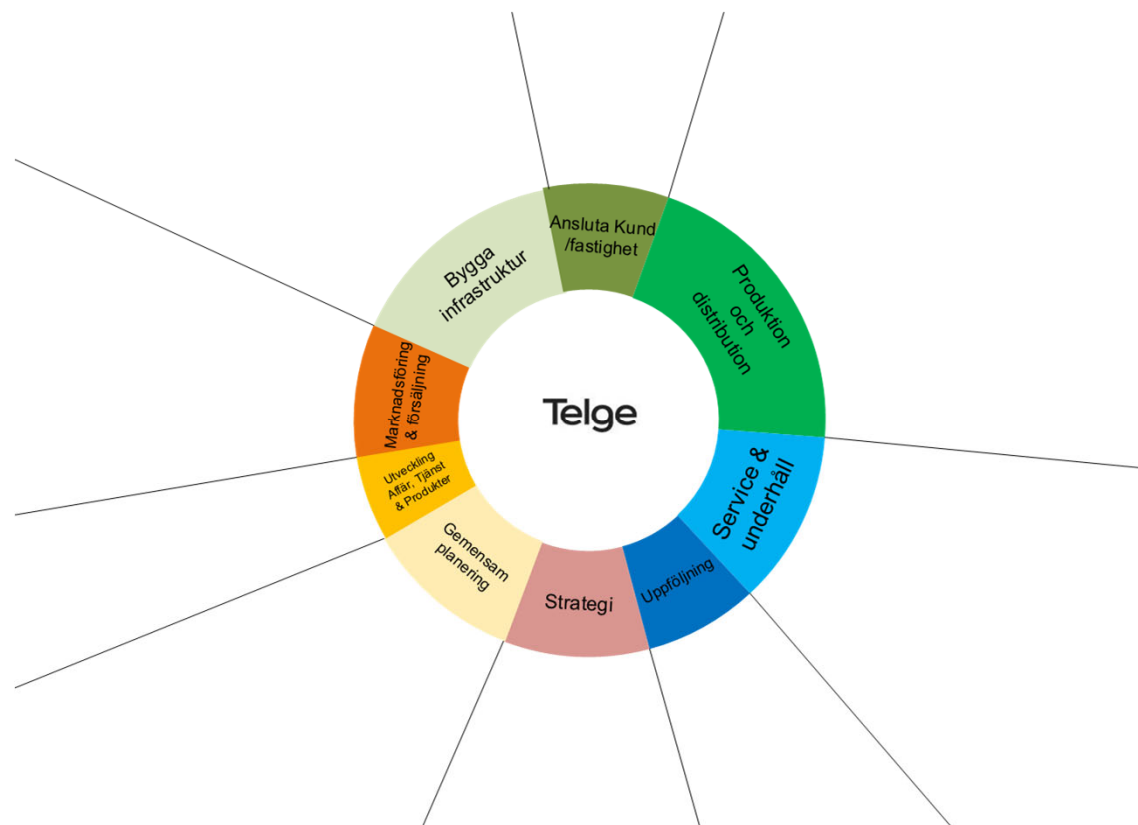 Ansluta Kund
/fastighet
Produktion
och
distribution
Service &
underhåll
Uppföljning
Strategi
Gemensam
planering
Utveckling
Affär, Tjänst
& Produkter
Marknadsföring
& försäljning
Bygga
infrastruktur
Telge